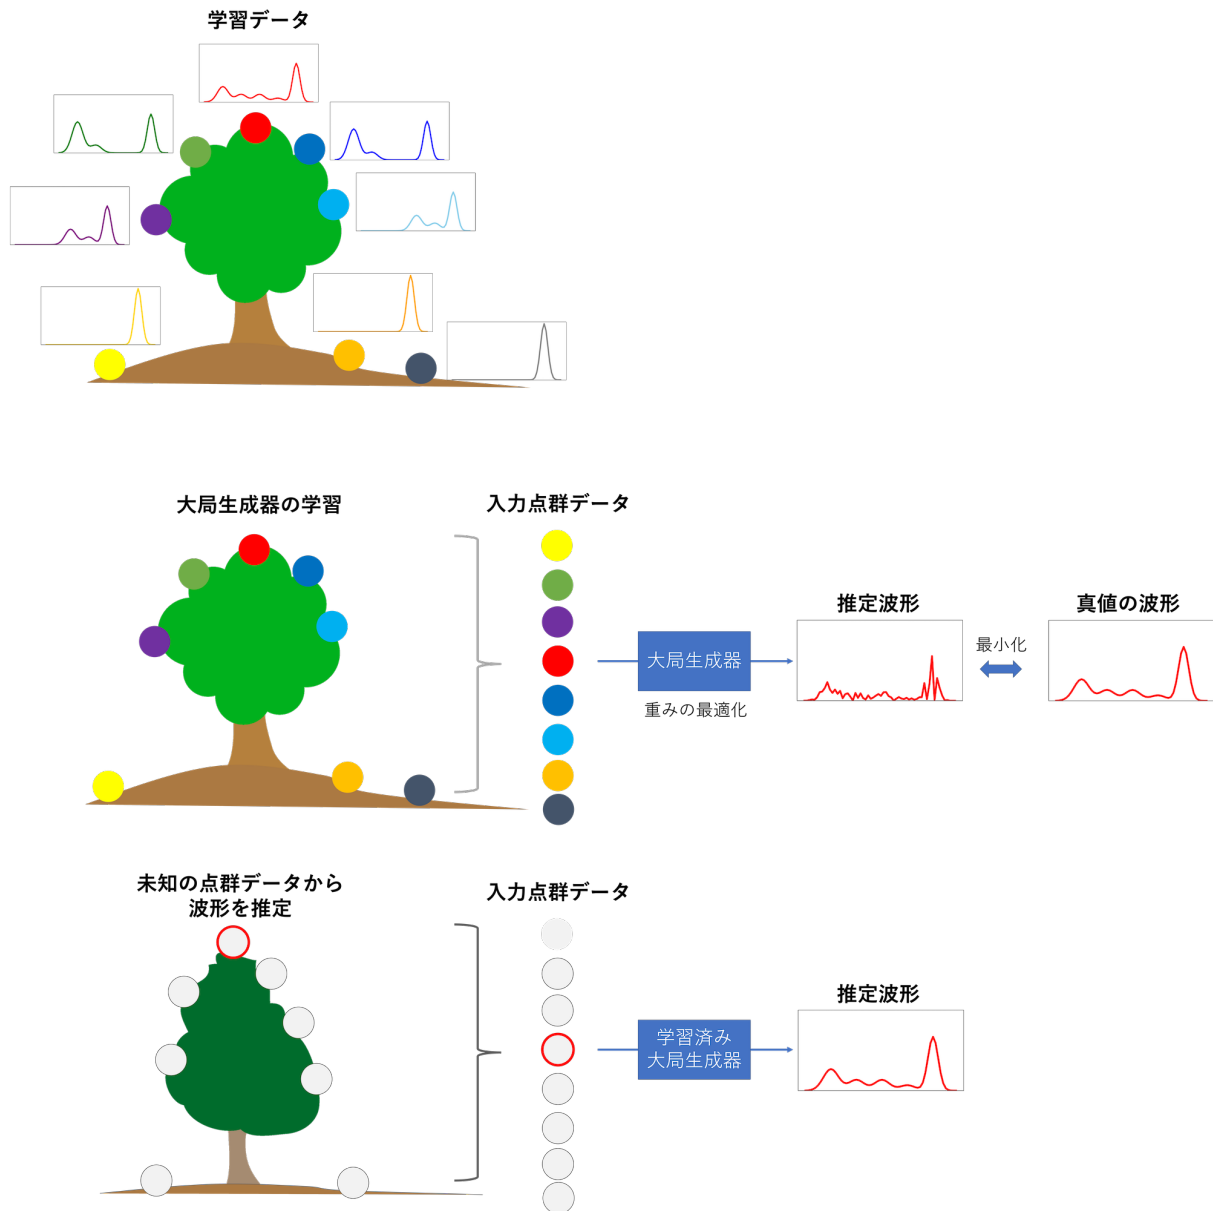 学習データ
大局生成器の学習
入力点群データ
大局生成器
重みの最適化
推定波形
最小化
真値の波形
未知の点群データから
波形を推定
入力点群データ
学習済み
大局生成器
推定波形